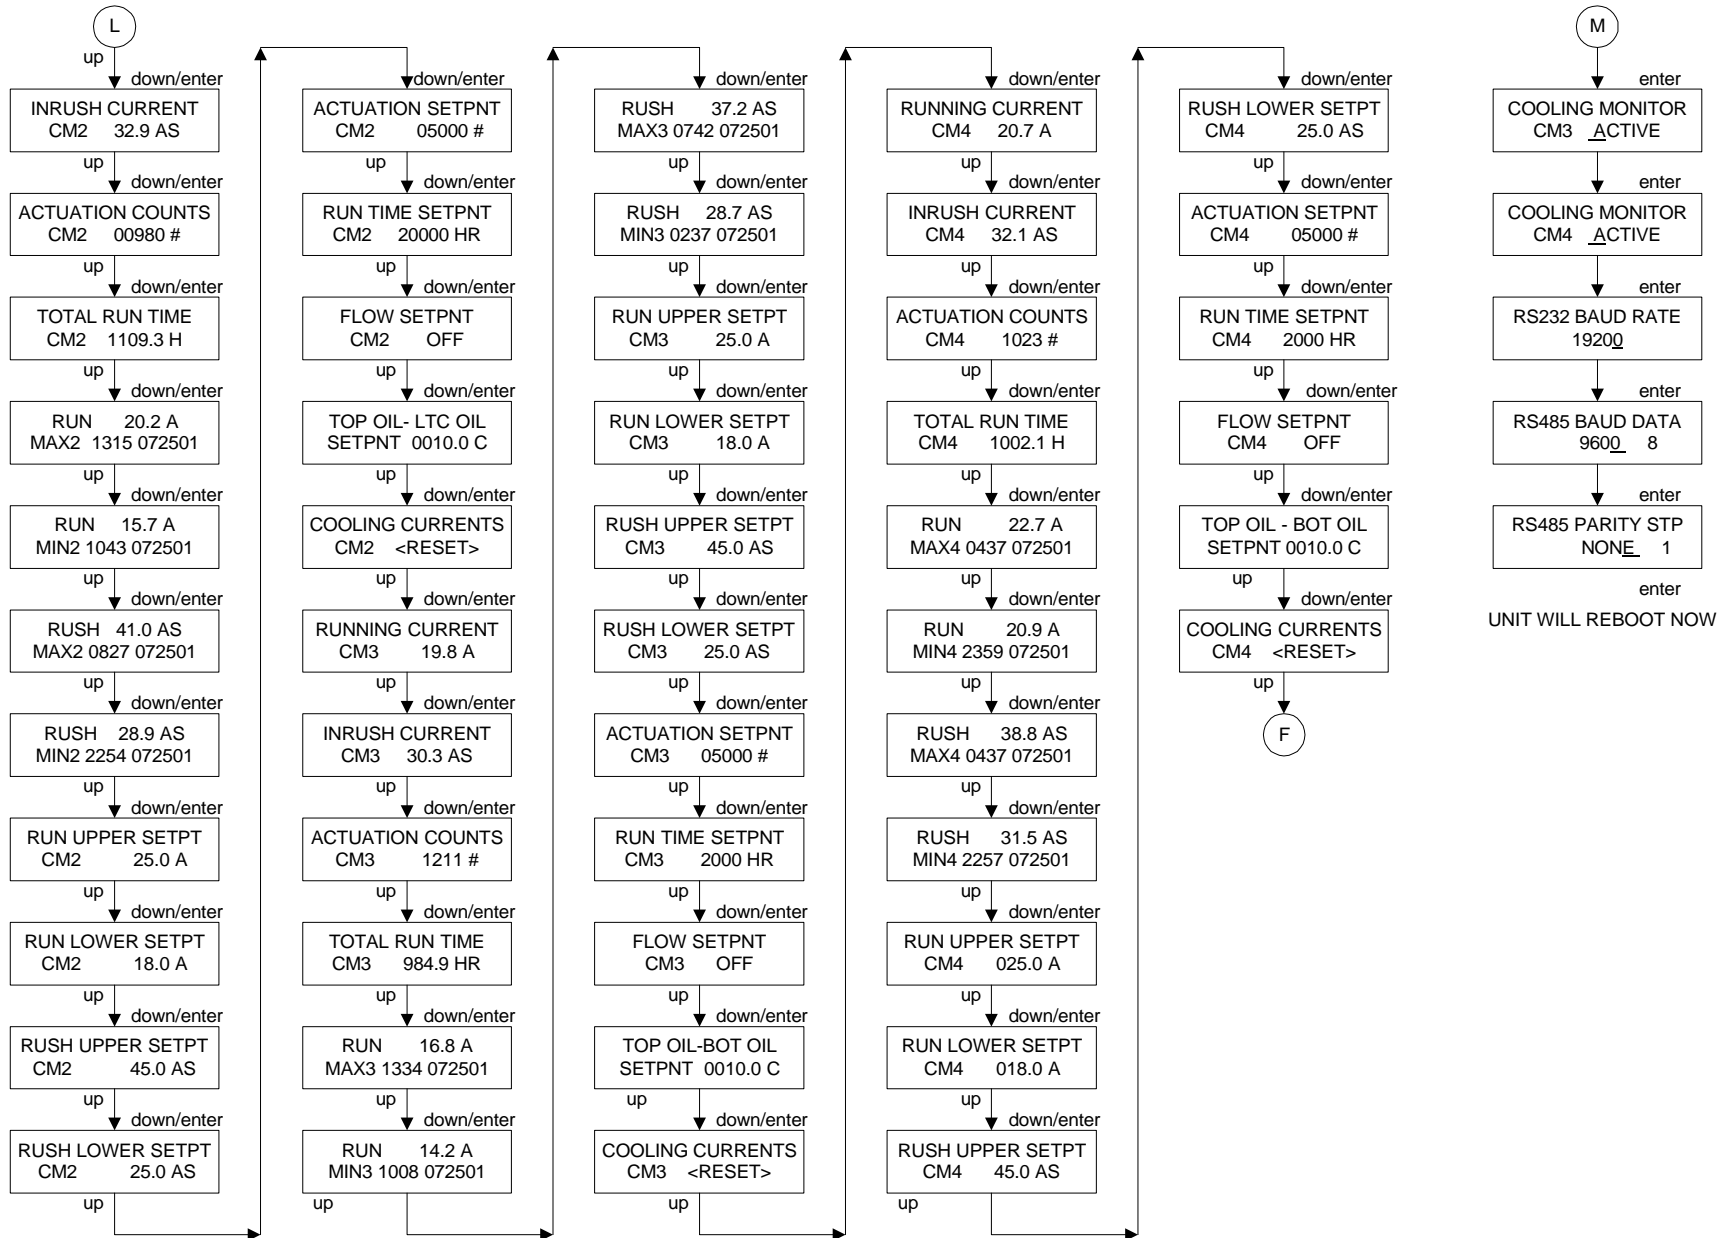 L
up
down/enter
INRUSH CURRENT
CM2 32.9 AS
up
down/enter
ACTUATION COUNTS
CM2 00980 #
up
down/enter
TOTAL RUN TIME
CM2 1109.3 H
up
down/enter
RUN 20.2 A
MAX2 1315 072501
up
down/enter
RUN 15.7 A
MIN2 1043 072501
up
down/enter
RUSH 41.0 AS
MAX2 0827 072501
up
down/enter
RUSH 28.9 AS
MIN2 2254 072501
up
down/enter
RUN UPPER SETPT
CM2 25.0 A
up
down/enter
RUN LOWER SETPT
CM2 18.0 A
up
down/enter
RUSH UPPER SETPT
CM2 45.0 AS
up
down/enter
RUSH LOWER SETPT
CM2 25.0 AS
up
down/enter
ACTUATION SETPNT
CM2 05000 #
up
down/enter
RUN TIME SETPNT
CM2 20000 HR
up
down/enter
FLOW SETPNT
CM2 OFF
up
down/enter
TOP OIL- LTC OIL
SETPNT 0010.0 C
up
down/enter
COOLING CURRENTS
CM2 <RESET>
up
down/enter
RUNNING CURRENT
CM3 19.8 A
up
down/enter
INRUSH CURRENT
CM3 30.3 AS
up
down/enter
ACTUATION COUNTS
CM3 1211 #
up
down/enter
TOTAL RUN TIME
CM3 984.9 HR
up
down/enter
RUN 16.8 A
MAX3 1334 072501
up
down/enter
RUN 14.2 A
MIN3 1008 072501
up
down/enter
RUSH 37.2 AS
MAX3 0742 072501
up
down/enter
RUSH 28.7 AS
MIN3 0237 072501
up
down/enter
RUN UPPER SETPT
CM3 25.0 A
up
down/enter
RUN LOWER SETPT
CM3 18.0 A
up
down/enter
RUSH UPPER SETPT
CM3 45.0 AS
up
down/enter
RUSH LOWER SETPT
CM3 25.0 AS
up
down/enter
ACTUATION SETPNT
CM3 05000 #
up
down/enter
RUN TIME SETPNT
CM3 2000 HR
up
down/enter
FLOW SETPNT
CM3 OFF
up
down/enter
TOP OIL-BOT OIL
SETPNT 0010.0 C
up
down/enter
COOLING CURRENTS
CM3 <RESET>
up
down/enter
RUNNING CURRENT
CM4 20.7 A
up
down/enter
INRUSH CURRENT
CM4 32.1 AS
up
down/enter
ACTUATION COUNTS
CM4 1023 #
up
down/enter
TOTAL RUN TIME
CM4 1002.1 H
up
down/enter
RUN 22.7 A
MAX4 0437 072501
up
down/enter
RUN 20.9 A
MIN4 2359 072501
up
down/enter
RUSH 38.8 AS
MAX4 0437 072501
up
down/enter
RUSH 31.5 AS
MIN4 2257 072501
up
down/enter
RUN UPPER SETPT
CM4 025.0 A
up
down/enter
RUN LOWER SETPT
CM4 018.0 A
up
down/enter
RUSH UPPER SETPT
CM4 45.0 AS
up
down/enter
RUSH LOWER SETPT
CM4 25.0 AS
up
down/enter
ACTUATION SETPNT
CM4 05000 #
up
down/enter
RUN TIME SETPNT
CM4 2000 HR
up
down/enter
FLOW SETPNT
CM4 OFF
up
down/enter
TOP OIL - BOT OIL
SETPNT 0010.0 C
up
down/enter
COOLING CURRENTS
CM4 <RESET>
up
F
M
enter
COOLING MONITOR
CM3 ACTIVE
enter
COOLING MONITOR
CM4 ACTIVE
enter
RS232 BAUD RATE
19200
enter
RS485 BAUD DATA
9600 8
enter
RS485 PARITY STP
NONE 1
enter
UNIT WILL REBOOT NOW